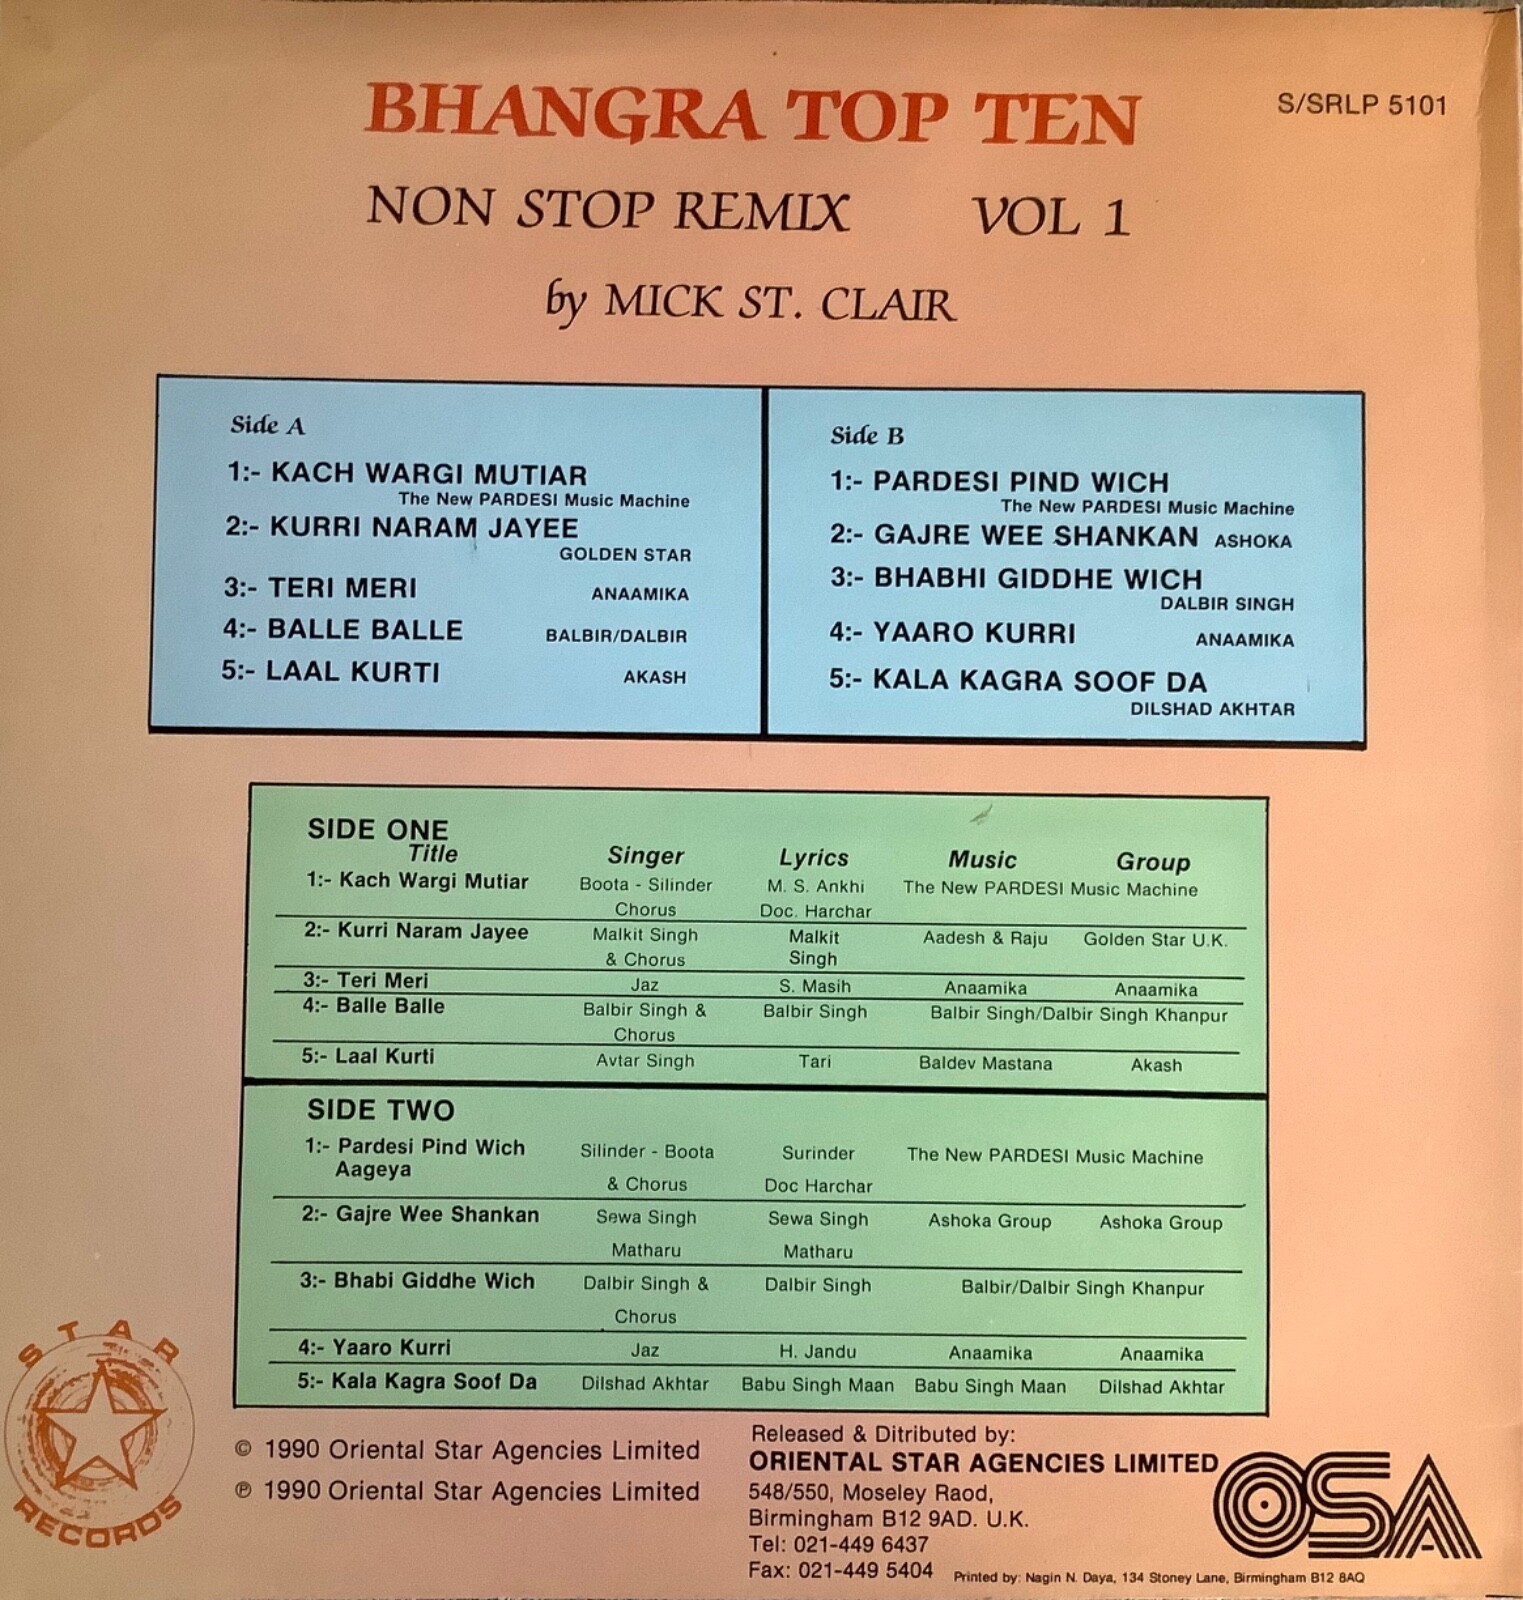 BHANGRA TOP TEN
S/SRLP 5101
NON STOP REMIX VOL 1
by MICK ST. CLAIR
Side A
1:- KACH WARGI MUTIAR
The New PARDESI Music Machine
2:- KURRI NARAM JAYEE
GOLDEN STAR
3:- TERI MERI ANAAMIKA
4:- BALLE BALLE BALBIR/DALBIR
5:- LAAL KURTI AKASH
Side B
1:- PARDESI PIND WICH
The New PARDESI Music Machine
2:- GAJRE WEE SHANKAN ASHOKA
3:- BHABHI GIDDHE WICH
DALBIR SINGH
4:- YAARO KURRI ANAAMIKA
5:- KALA KAGRA SOOF DA
DILSHAD AKHTAR
SIDE ONE
Title Singer Lyrics Music Group
1:- Kach Wargi Mutiar Boota - Silinder M. S. Ankhi The New PARDESI Music Machine
Chorus Doc. Harchar
2:- Kurri Naram Jayee Malkit Singh Malkit Aadesh & Raju Golden Star U.K.
& Chorus Singh
3:- Teri Meri Jaz S. Masih Anaamika Anaamika
4:- Balle Balle Balbir Singh & Balbir Singh Balbir Singh/Dalbir Singh Khanpur
Chorus
5:- Laal Kurti Avtar Singh Tari Baldev Mastana Akash
SIDE TWO
1:- Pardesi Pind Wich Silinder - Boota Surinder The New PARDESI Music Machine
Aageya & Chorus Doc Harchar
2:- Gajre Wee Shankan Sewa Singh Sewa Singh Ashoka Group Ashoka Group
Matharu Matharu
3:- Bhabi Giddhe Wich Dalbir Singh & Dalbir Singh Balbir/Dalbir Singh Khanpur
Chorus
4:- Yaaro Kurri Jaz H. Jandu Anaamika Anaamika
5:- Kala Kagra Soof Da Dilshad Akhtar Babu Singh Maan Babu Singh Maan Dilshad Akhtar
STAR
RECORDS
© 1990 Oriental Star Agencies Limited
℗ 1990 Oriental Star Agencies Limited
Released & Ditributed by:
ORIENTAL STAR AGENCIES LIMITED
548/550, Moseley Raod,
Birmingham B12 9AD. U.K.
Tel: 021-449 6437
Fax: 021-449 5404
OSA
Printed by: Nagin N. Daya, 134 Stoney Lane, Birmingham B12 8AQ